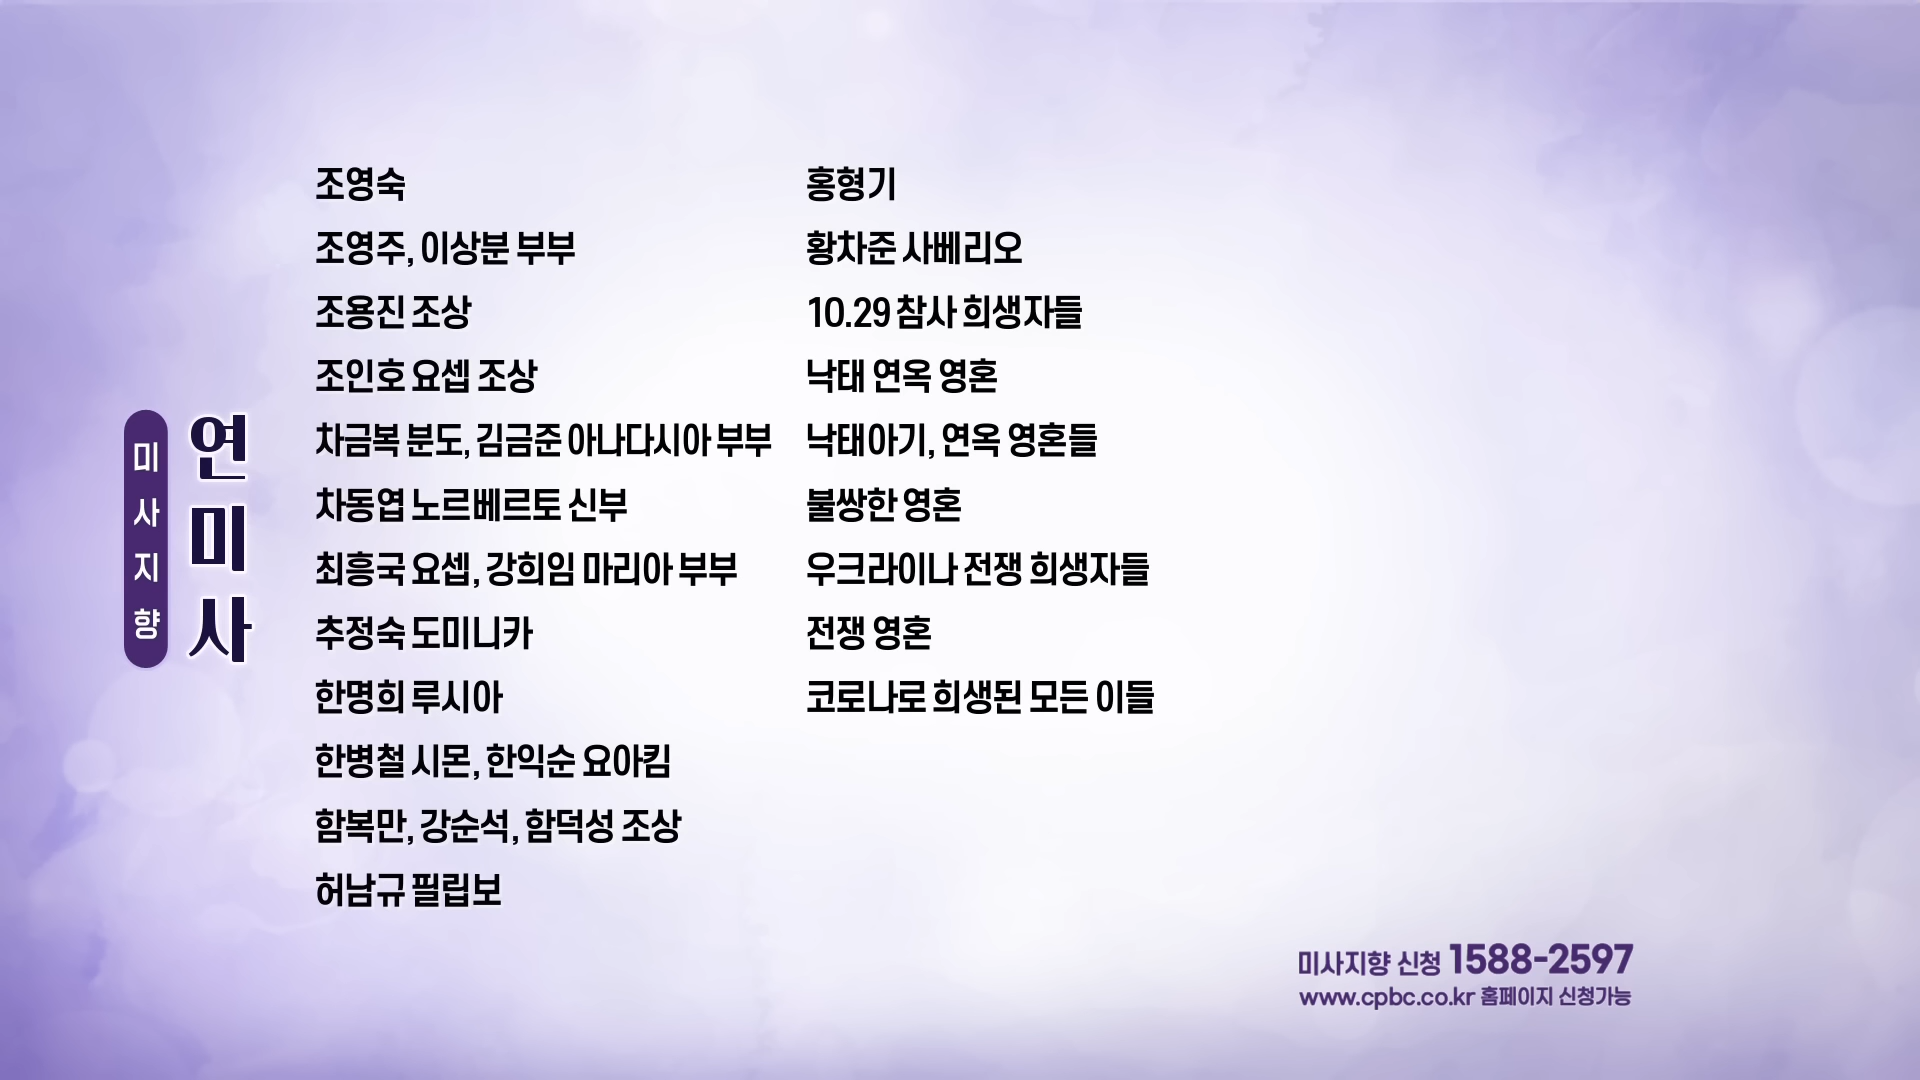 미사지향
연미사
조영숙
조영주, 이상분 부부
조용진 조상
조인호 요셉 조상
차금복 분도, 김금준 아나다시아 부부
차동엽 노르베르토 신부
최흥국 요셉, 강희임 마리아 부부
추정숙 도미니카
한명희 루시아
한병철 시몬, 한익순 요아킴
함복만, 강순석, 함덕성 조상
허남규 필립보
홍형기
황차준 사베리오
10.29 참사 희생자들
낙태 연옥 영혼
낙태아기, 연옥 영혼들
불쌍한 영혼
우크라이나 전쟁 희생자들
전쟁 영혼
코로나로 희생된 모든 이들
미사지향 신청 1588-2597
www.cpbc.co.kr 홈페이지 신청가능